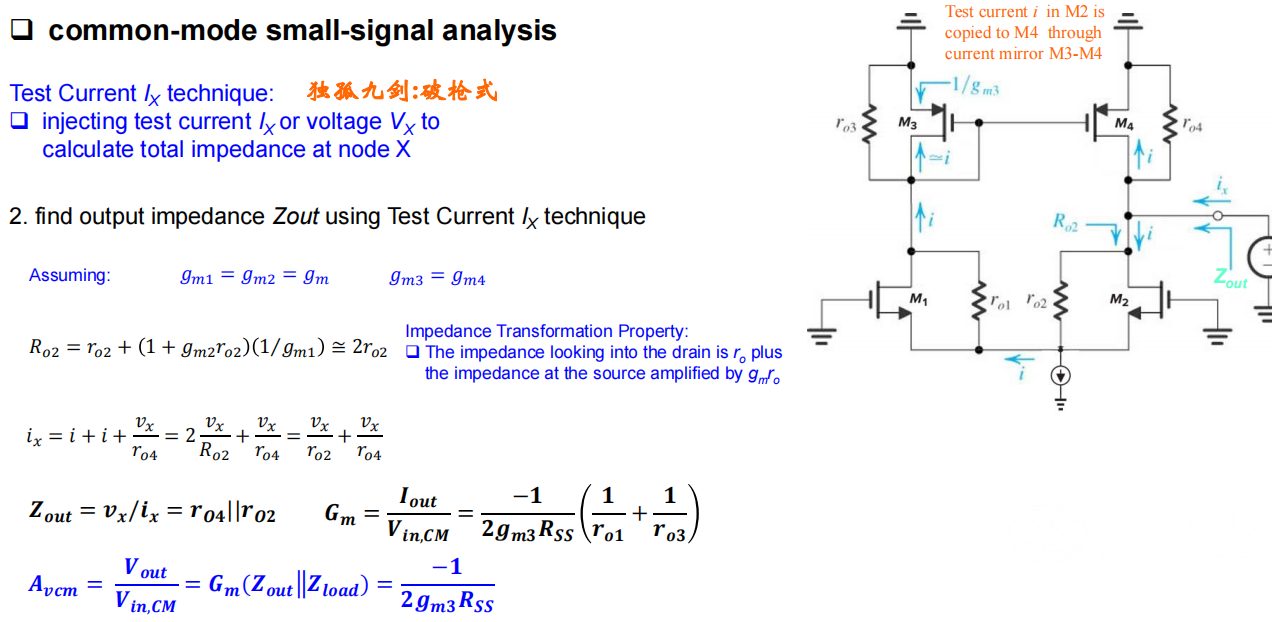 ❑ common-mode small-signal analysis
Test Current I_X technique: 独孤九剑:破枪式
❑ injecting test current I_X or voltage V_X to
calculate total impedance at node X
2. find output impedance Zout using Test Current I_X technique
Assuming: g_{m1} = g_{m2} = g_m g_{m3} = g_{m4}
R_{o2} = r_{o2} + (1 + g_{m2}r_{o2})(1/g_{m1}) ≅ 2r_{o2}
Impedance Transformation Property:
❑ The impedance looking into the drain is r_o plus
the impedance at the source amplified by g_m r_o
i_x = i + i + \frac{v_x}{r_{o4}} = 2\frac{v_x}{R_{o2}} + \frac{v_x}{r_{o4}} = \frac{v_x}{r_{o2}} + \frac{v_x}{r_{o4}}
Z_{out} = v_x/i_x = r_{O4}||r_{O2} G_m = \frac{I_{out}}{V_{in,CM}} = \frac{-1}{2g_{m3}R_{SS}}(\frac{1}{r_{o1}} + \frac{1}{r_{o3}})
A_{vcm} = \frac{V_{out}}{V_{in,CM}} = G_m(Z_{out}||Z_{load}) = \frac{-1}{2g_{m3}R_{SS}}
Test current i in M2 is
copied to M4 through
current mirror M3-M4
1/g_{m3}
r_{o3}
M_3
M_4
r_{o4}
≃i
i
i_x
i
R_{o2}
i
Z_{out}
M_1
r_{o1}
r_{o2}
M_2
+
−
i